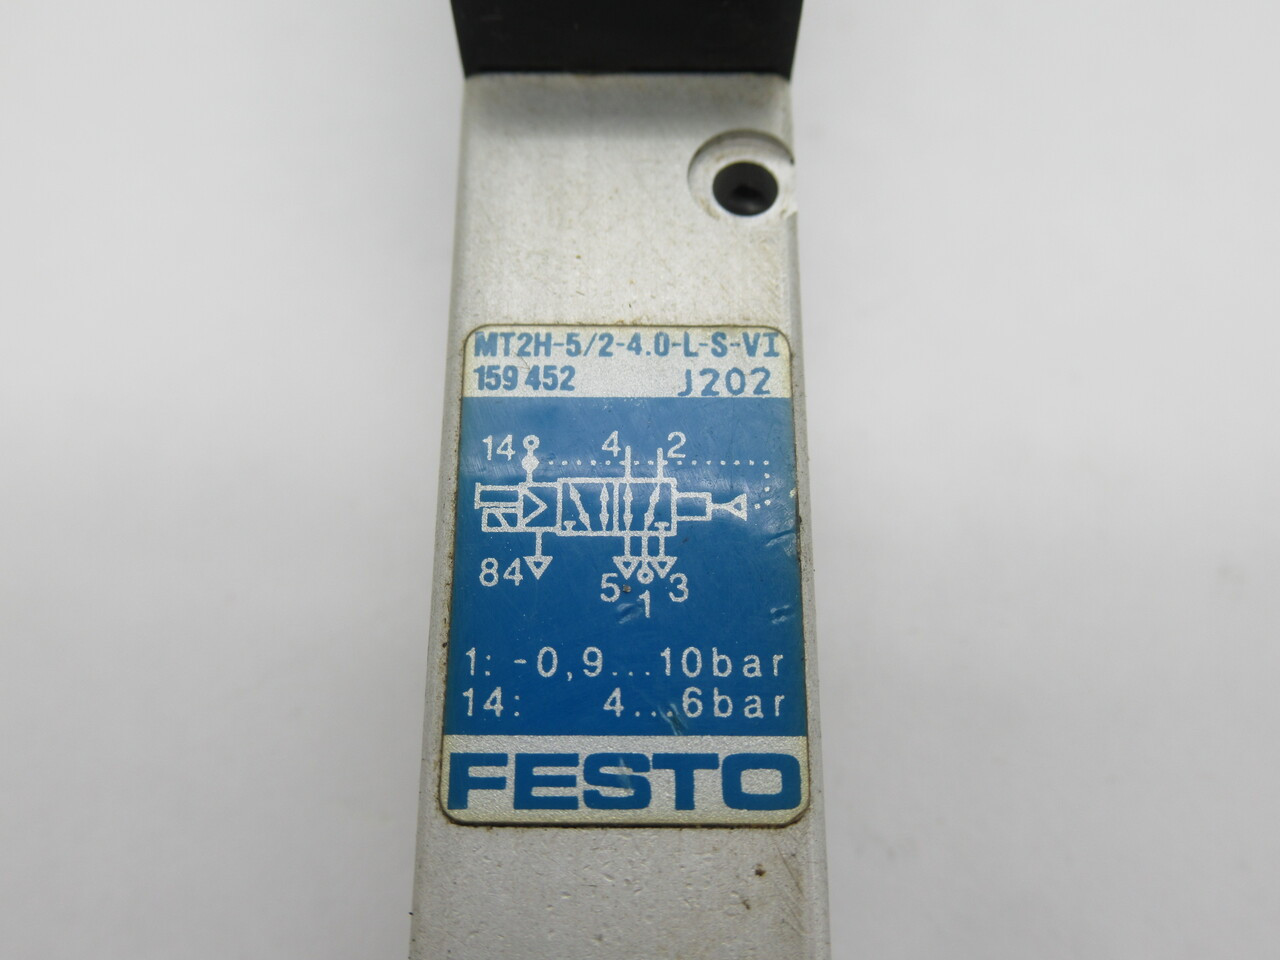 MT2H-5/2-4.0-L-S-VI
159 452 J202
14 4 2
84 5 1 3
1: -0,9...10bar
14: 4...6bar
FESTO